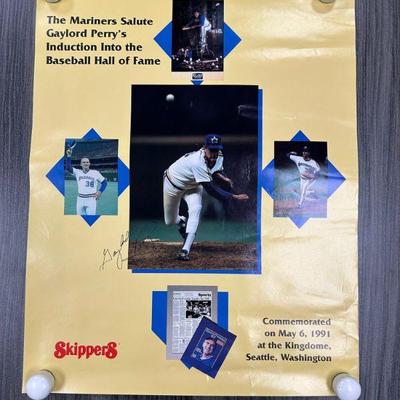 The Mariners Salute
Gaylord Perry's
Induction Into the
Baseball Hall of Fame
36
Skippers
Commemorated
on May 6, 1991
at the Kingdome,
Seattle, Washington